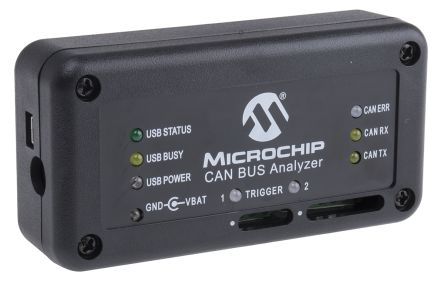 ®
USB STATUS
USB BUSY
USB POWER
GND VBAT
MICROCHIP
CAN BUS Analyzer
1 TRIGGER 2
CAN ERR
CAN RX
CAN TX